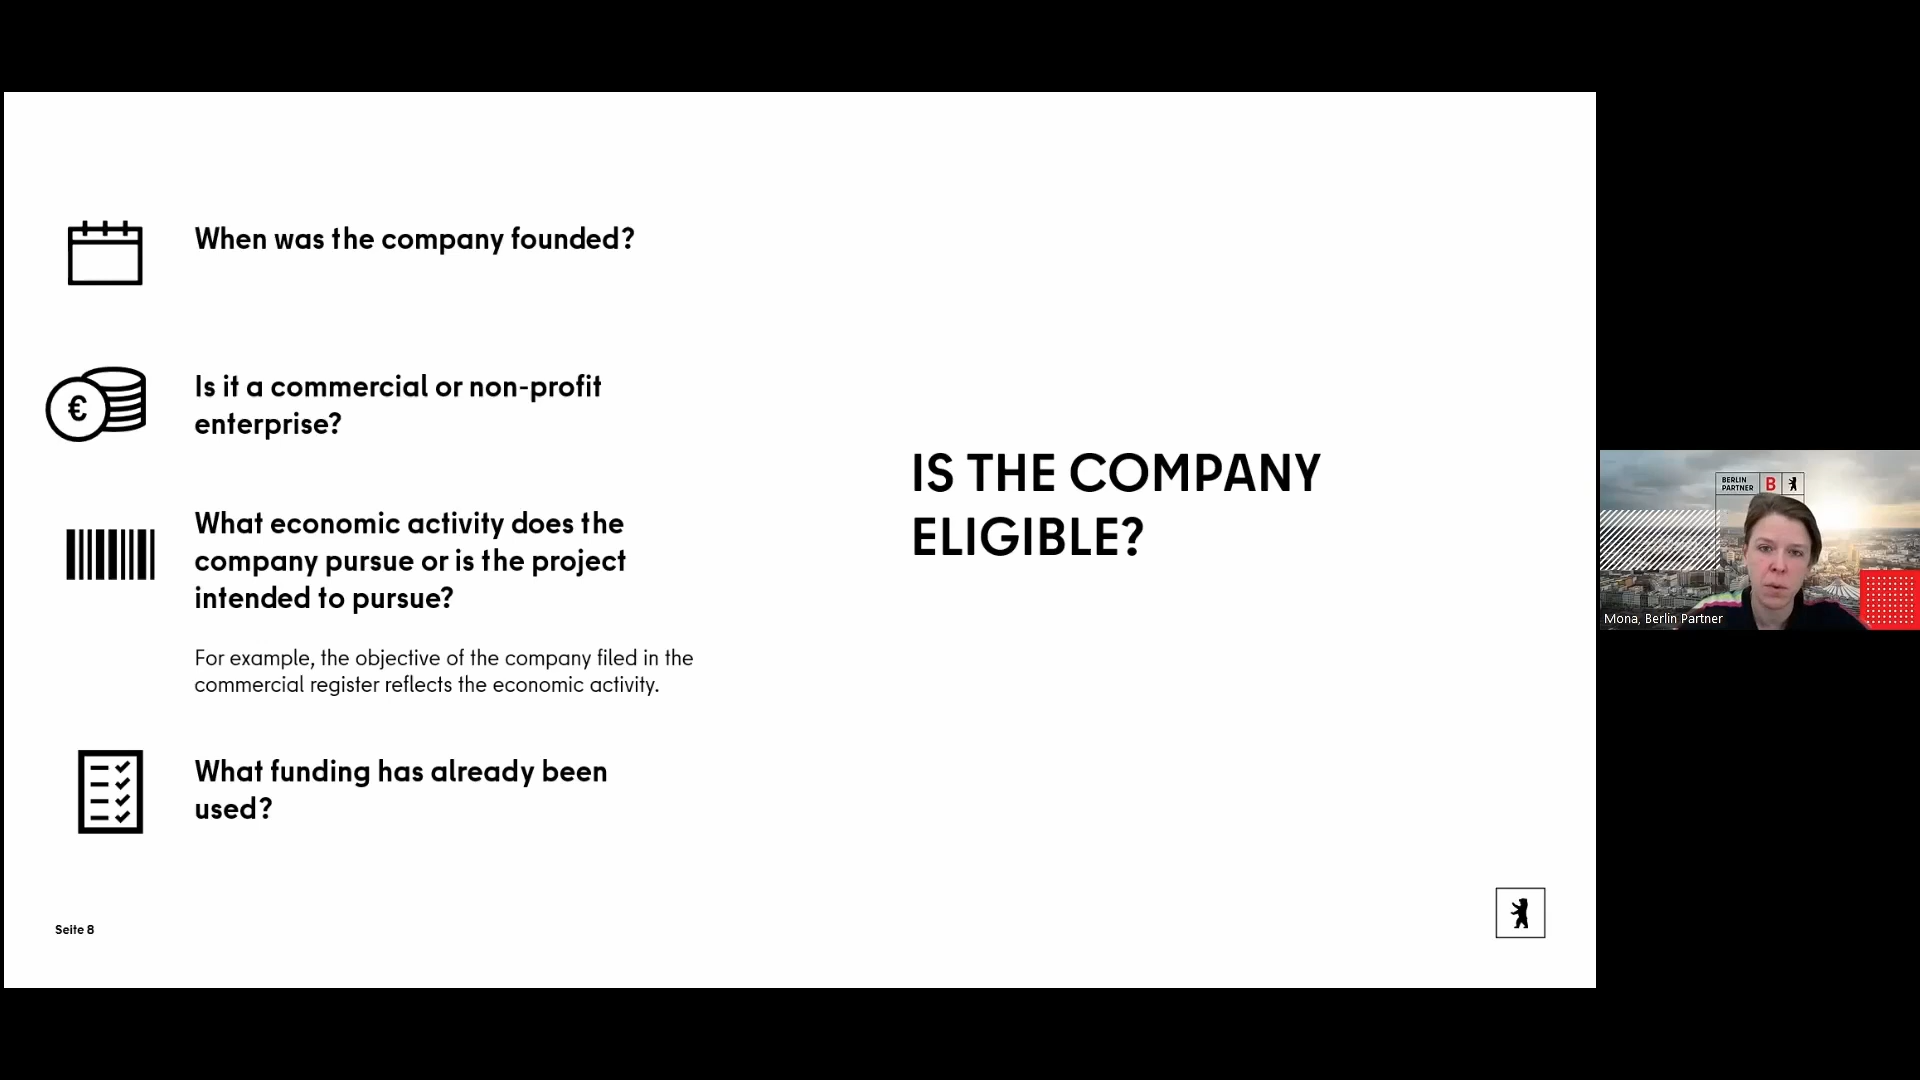 When was the company founded?
€
Is it a commercial or non-profit
enterprise?
What economic activity does the
company pursue or is the project
intended to pursue?
For example, the objective of the company filed in the
commercial register reflects the economic activity.
What funding has already been
used?
IS THE COMPANY
ELIGIBLE?
Seite 8
BERLIN
PARTNER
B
Mona, Berlin Partner